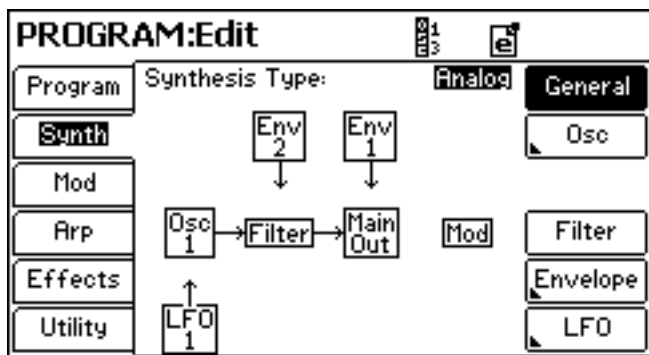 PROGRAM:Edit
Program
Synth
Mod
Arp
Effects
Utility
Synthesis Type: Analog
Env 2
Env 1
Osc 1
Filter
Main Out
Mod
LFO 1
General
Osc
Filter
Envelope
LFO